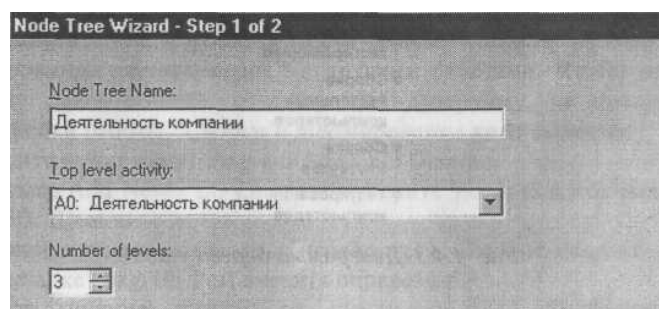 Node Tree Wizard - Step 1 of 2
Node Tree Name:
Деятельность компании
Top level activity:
A0: Деятельность компании
Number of levels:
3